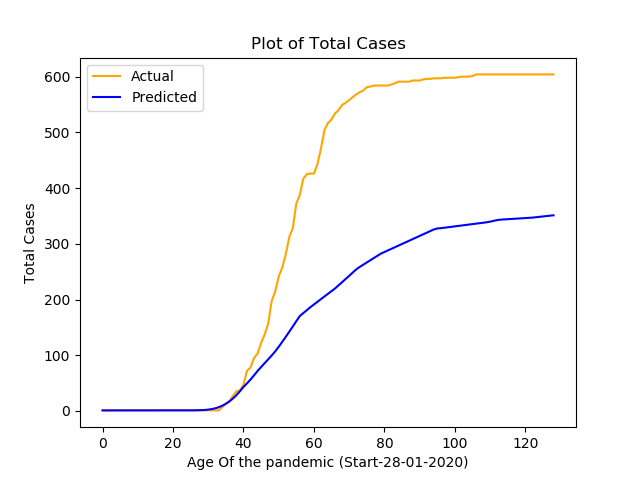 Plot of Total Cases
Actual
Predicted
600
500
400
300
200
100
0
Total Cases
0 20 40 60 80 100 120
Age Of the pandemic (Start-28-01-2020)